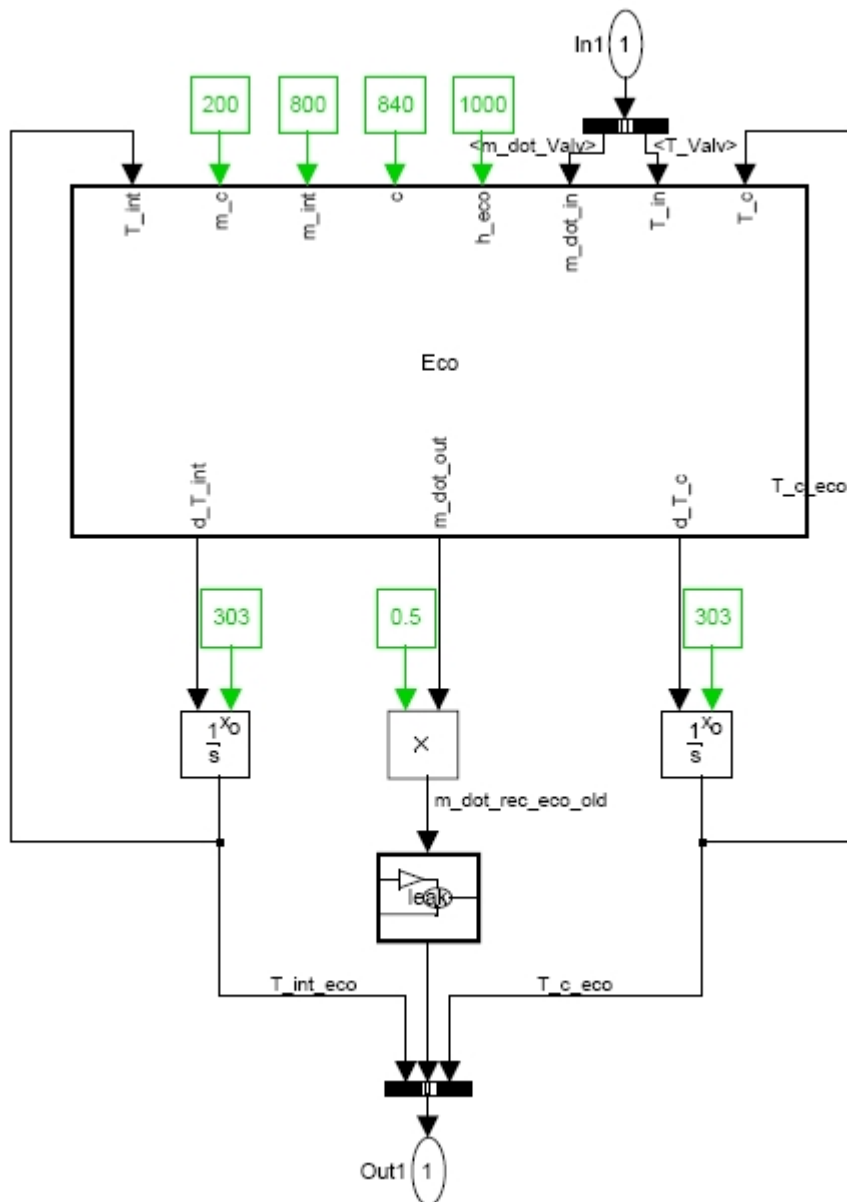 In1 1
200 800 840 1000
<m_dot_Valv> <T_Valv>
T_int m_c m_int c h_eco m_dot_in T_in T_c
Eco
T_c_eco
d_T_int m_dot_out d_T_c
303 0.5 303
1 xo × 1 xo
s s
m_dot_rec_eco_old
leak
T_int_eco T_c_eco
Out1 1